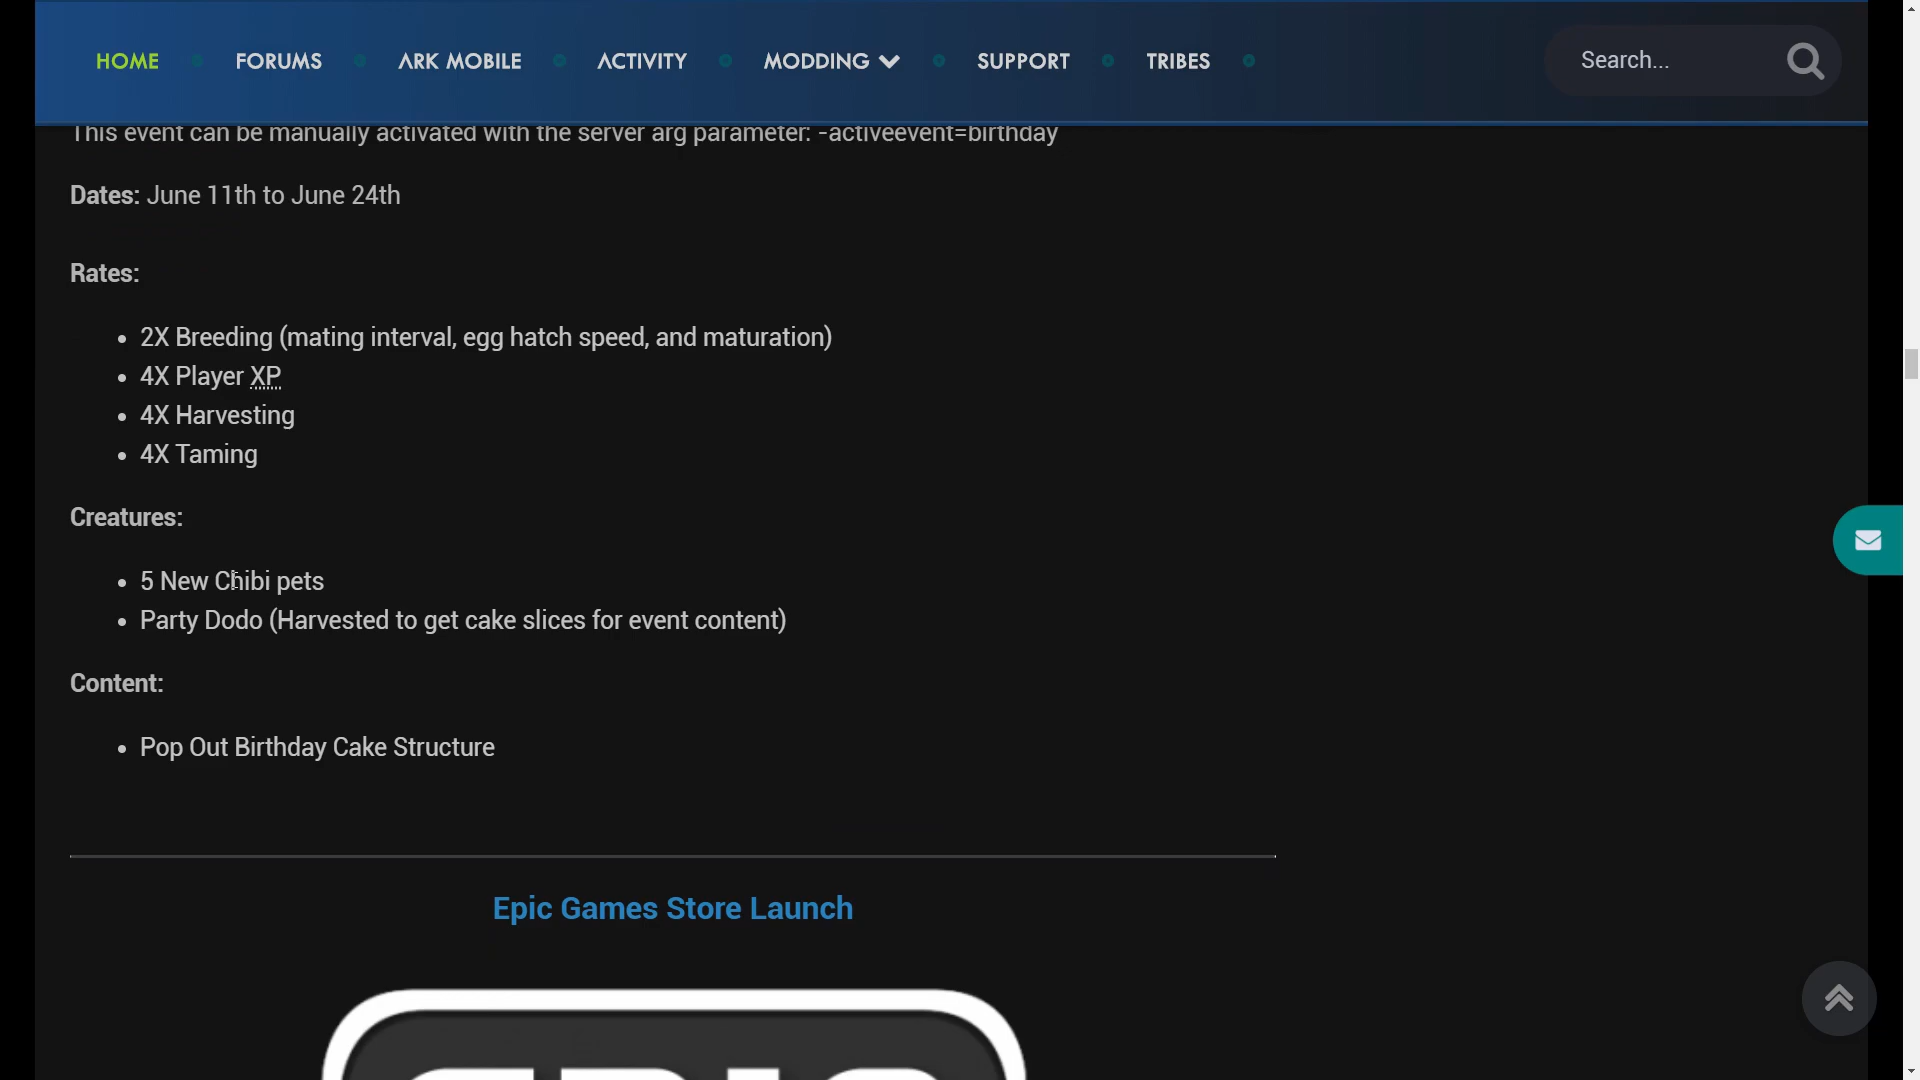 HOME FORUMS ARK MOBILE ACTIVITY MODDING SUPPORT TRIBES Search...
This event can be manually activated with the server arg parameter: -activeevent=birthday
Dates: June 11th to June 24th
Rates:
2X Breeding (mating interval, egg hatch speed, and maturation)
4X Player XP
4X Harvesting
4X Taming
Creatures:
5 New Chibi pets
Party Dodo (Harvested to get cake slices for event content)
Content:
Pop Out Birthday Cake Structure
Epic Games Store Launch